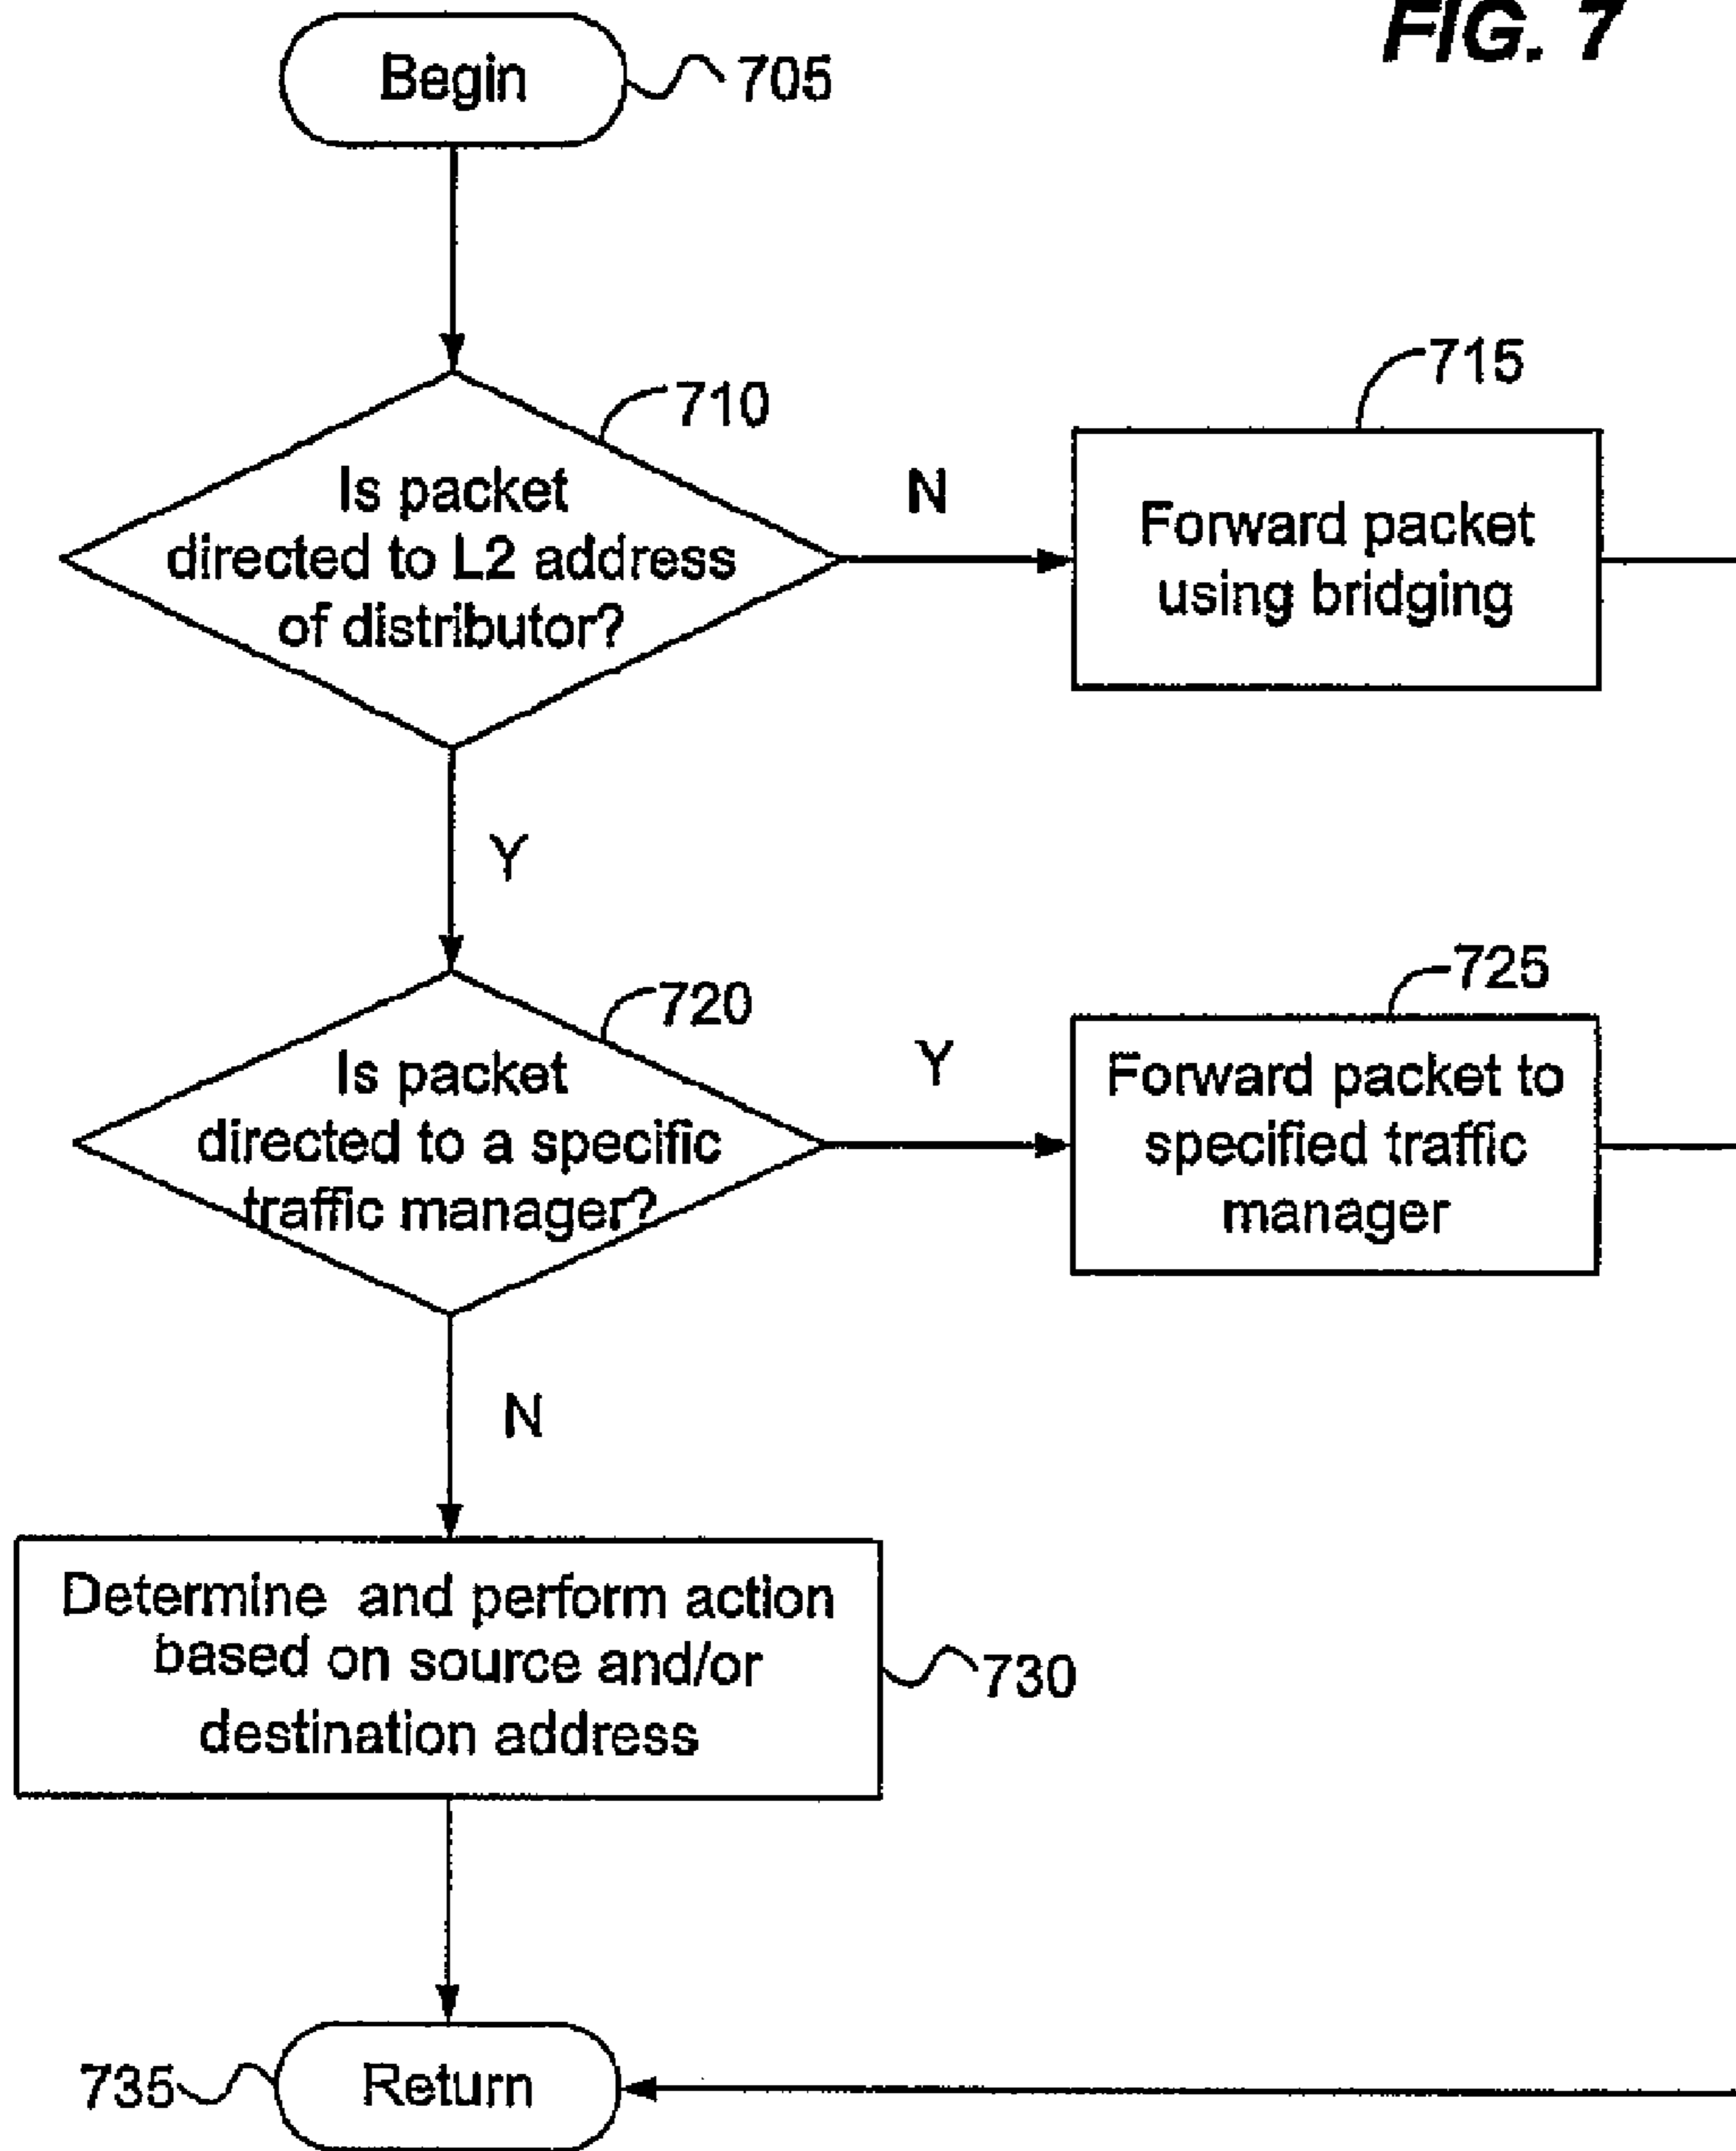 FIG. 7
Begin
705
710
Is packet
directed to L2 address
of distributor?
N
715
Forward packet
using bridging
Y
720
Is packet
directed to a specific
traffic manager?
Y
725
Forward packet to
specified traffic
manager
N
Determine and perform action
based on source and/or
destination address
730
735
Return